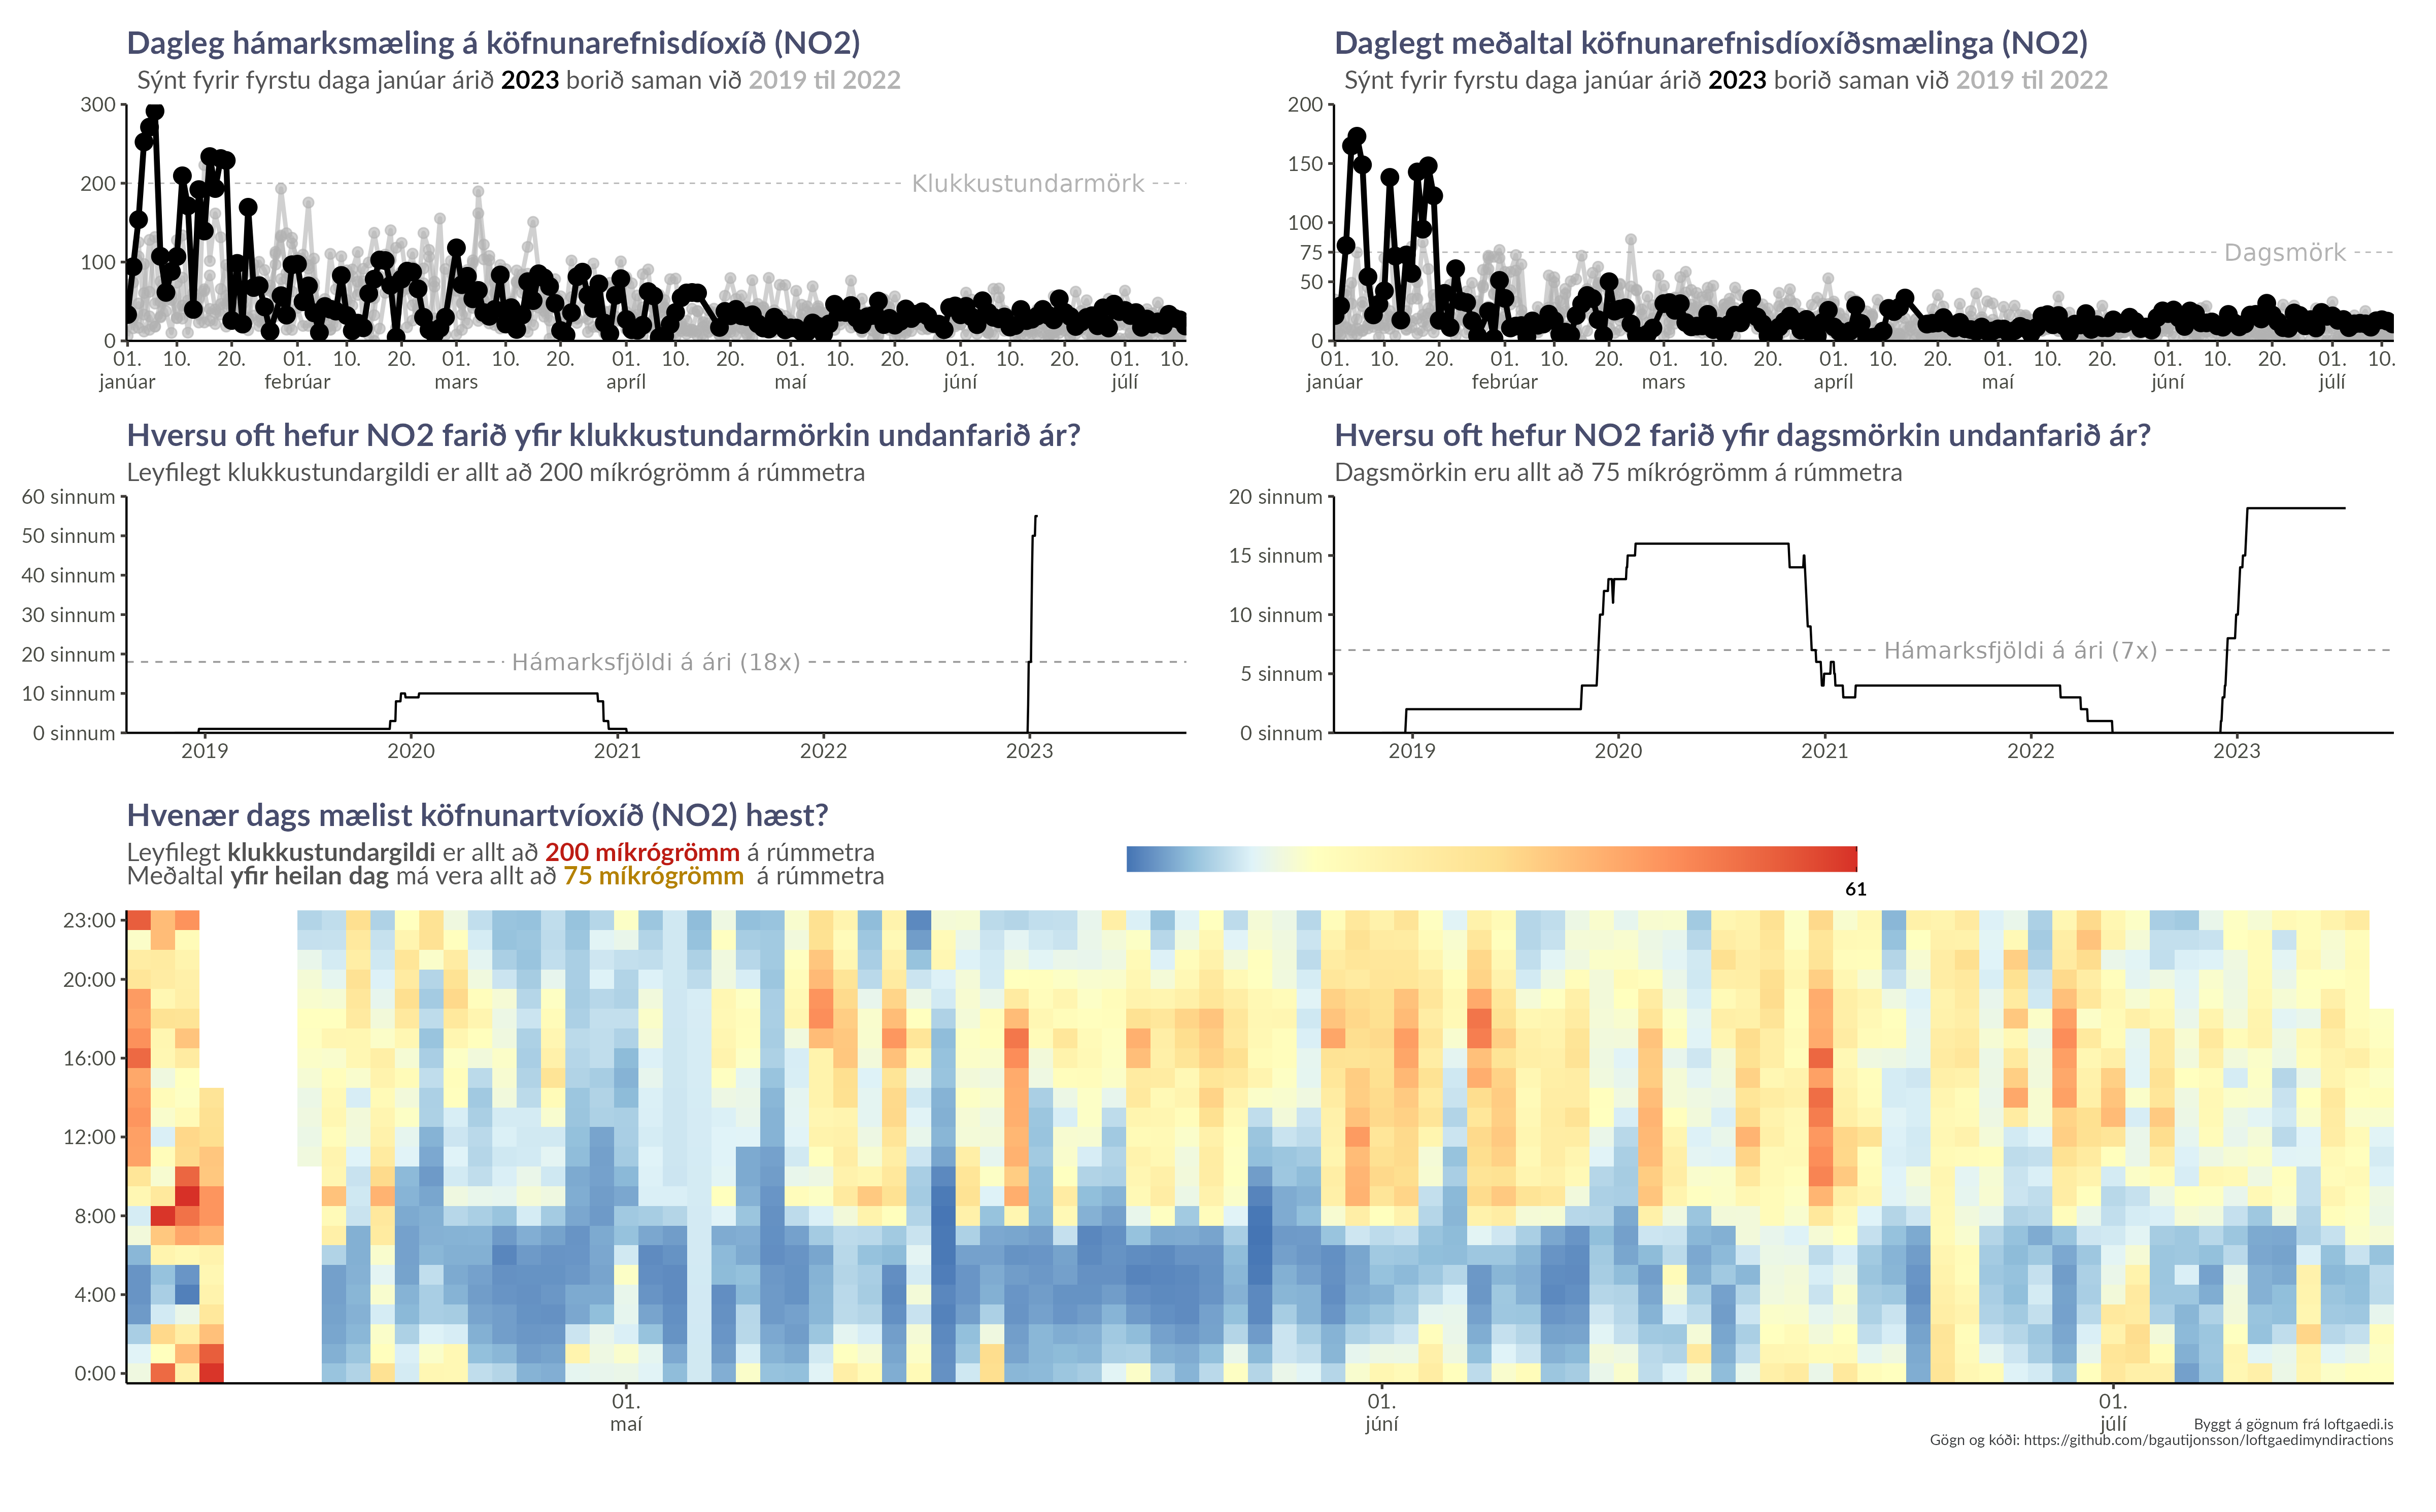 Dagleg hámarksmæling á köfnunarefnisdíoxíð (NO2)
Sýnt fyrir fyrstu daga janúar árið 2023 borið saman við 2019 til 2022
300
200
100
0
Klukkustundarmörk
01. 10. 20. 01. 10. 20. 01. 10. 20. 01. 10. 20. 01. 10. 20. 01. 10. 20. 01. 10.
janúar febrúar mars apríl maí júní júlí
Daglegt meðaltal köfnunarefnisdíoxíðsmælinga (NO2)
Sýnt fyrir fyrstu daga janúar árið 2023 borið saman við 2019 til 2022
200
150
100
75
50
0
Dagsmörk
01. 10. 20. 01. 10. 20. 01. 10. 20. 01. 10. 20. 01. 10. 20. 01. 10. 20. 01. 10.
janúar febrúar mars apríl maí júní júlí
Hversu oft hefur NO2 farið yfir klukkustundarmörkin undanfarið ár?
Leyfilegt klukkustundargildi er allt að 200 míkrógrömm á rúmmetra
60 sinnum
50 sinnum
40 sinnum
30 sinnum
20 sinnum
10 sinnum
0 sinnum
Hámarksfjöldi á ári (18x)
2019 2020 2021 2022 2023
Hversu oft hefur NO2 farið yfir dagsmörkin undanfarið ár?
Dagsmörkin eru allt að 75 míkrógrömm á rúmmetra
20 sinnum
15 sinnum
10 sinnum
5 sinnum
0 sinnum
Hámarksfjöldi á ári (7x)
2019 2020 2021 2022 2023
Hvenær dags mælist köfnunartvíoxíð (NO2) hæst?
Leyfilegt klukkustundargildi er allt að 200 míkrógrömm á rúmmetra
Meðaltal yfir heilan dag má vera allt að 75 míkrógrömm á rúmmetra
61
23:00
20:00
16:00
12:00
8:00
4:00
0:00
01. 01. 01.
maí júní júlí
Byggt á gögnum frá loftgaedi.is
Gögn og kóði: https://github.com/bgautijonsson/loftgaedimyndiractions